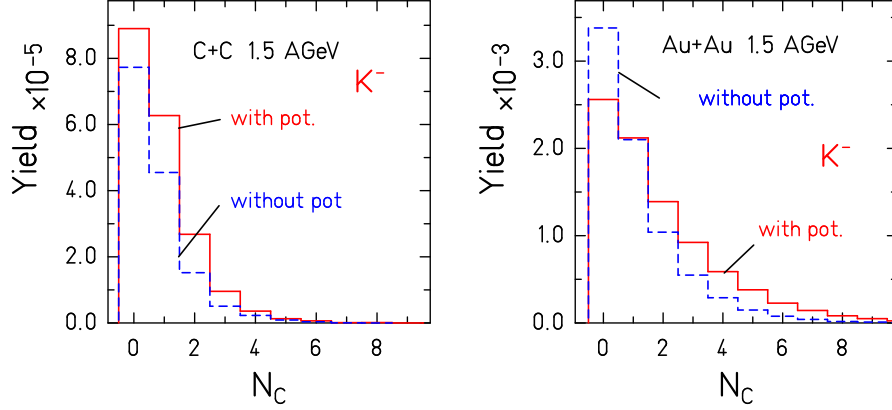 C+C 1.5 AGeV
K⁻
with pot.
without pot
Yield ×10⁻⁵
8.0
6.0
4.0
2.0
0.0
0 2 4 6 8
N_C
Au+Au 1.5 AGeV
without pot.
K⁻
with pot.
Yield ×10⁻³
3.0
2.0
1.0
0.0
0 2 4 6 8
N_C